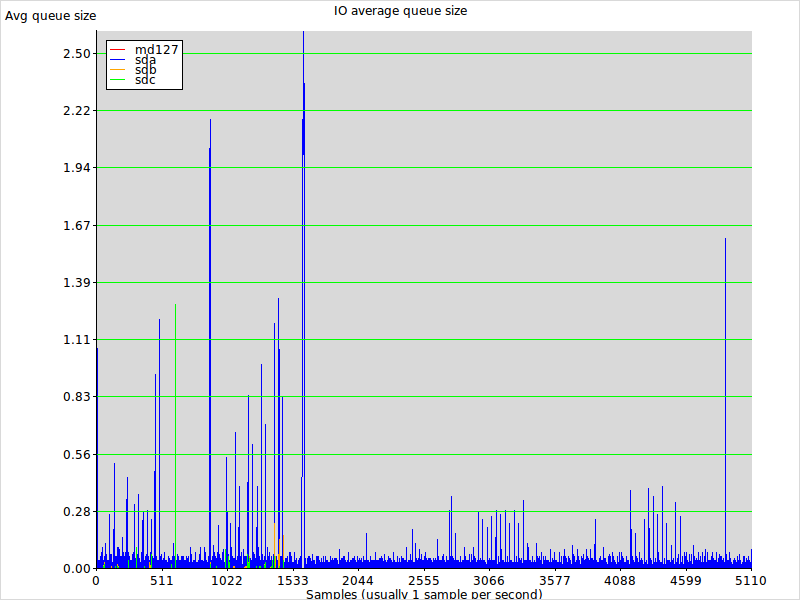 IO average queue size
Avg queue size
md127
sda
sdb
sdc
2.50
2.22
1.94
1.67
1.39
1.11
0.83
0.56
0.28
0.00
0 511 1022 1533 2044 2555 3066 3577 4088 4599 5110
Samples (usually 1 sample per second)